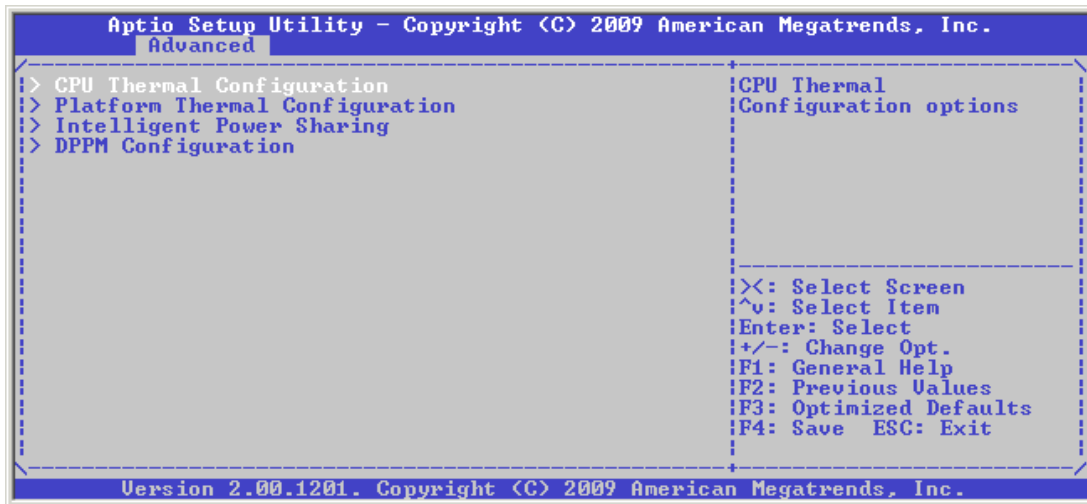 Aptio Setup Utility - Copyright (C) 2009 American Megatrends, Inc.
Advanced
> CPU Thermal Configuration
> Platform Thermal Configuration
> Intelligent Power Sharing
> DPPM Configuration
CPU Thermal
Configuration options
><: Select Screen
^v: Select Item
Enter: Select
+/-: Change Opt.
F1: General Help
F2: Previous Values
F3: Optimized Defaults
F4: Save  ESC: Exit
Version 2.00.1201. Copyright (C) 2009 American Megatrends, Inc.